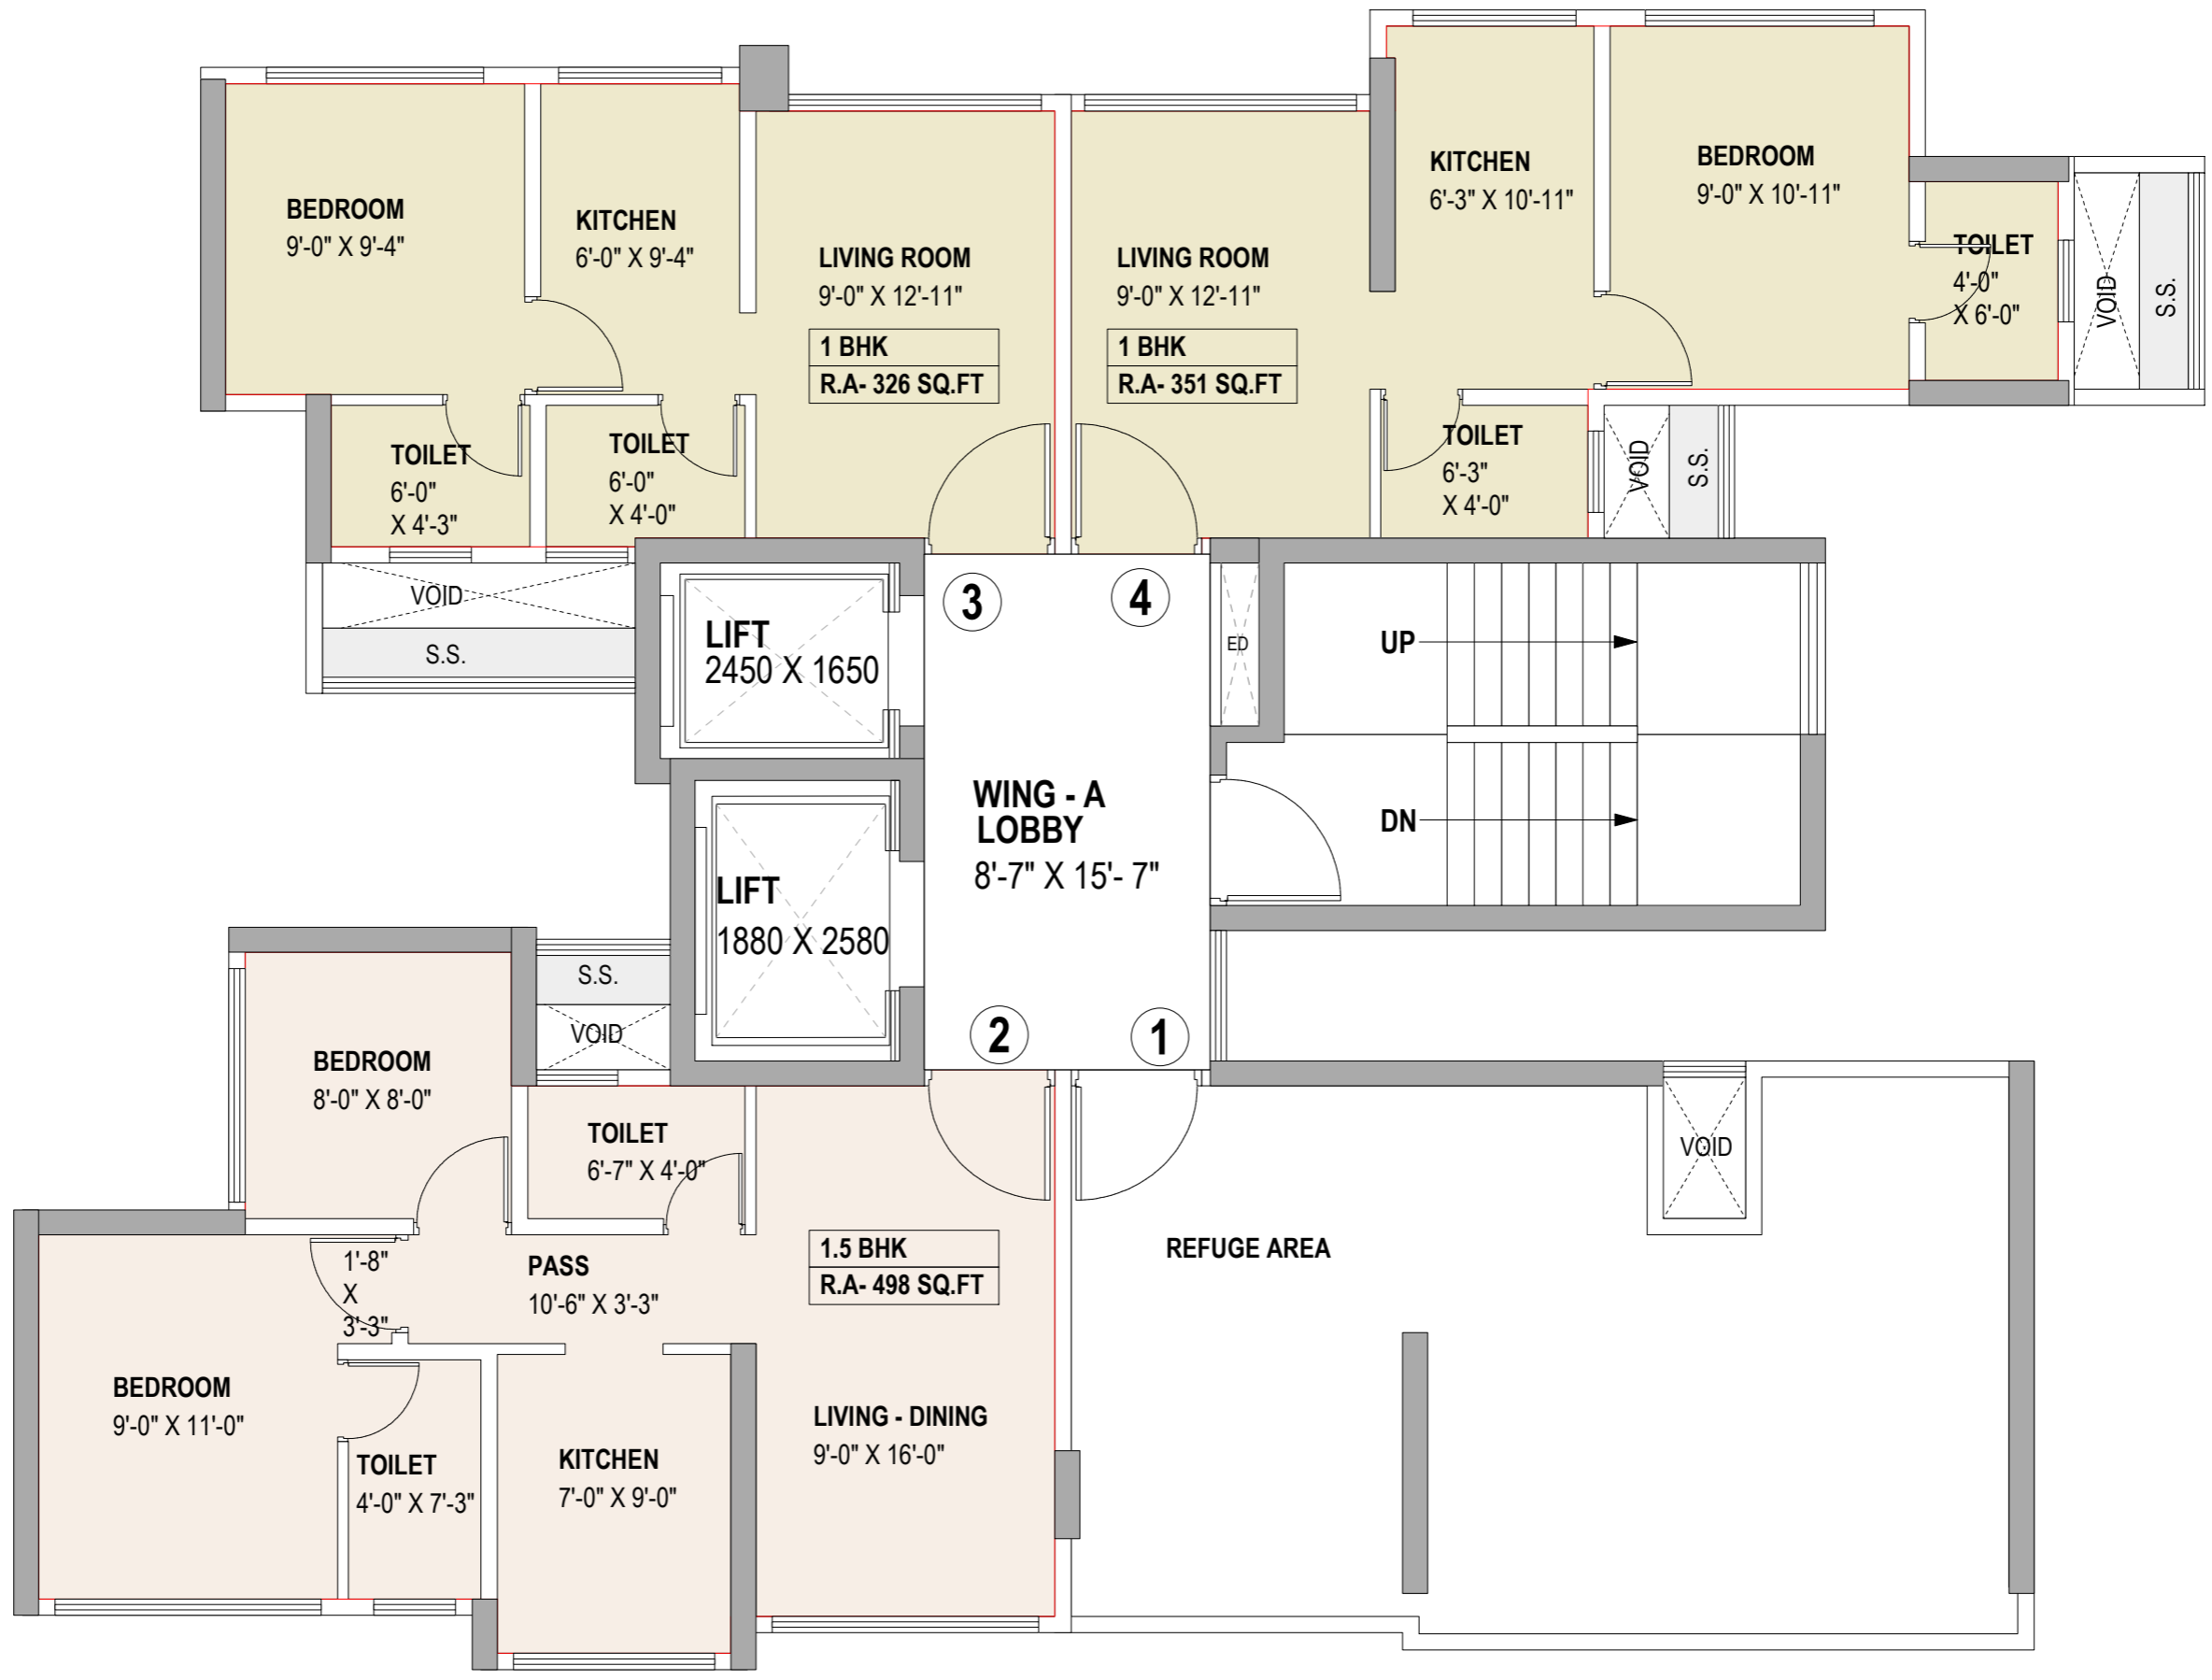 BEDROOM
9'-0" X 9'-4"
KITCHEN
6'-0" X 9'-4"
LIVING ROOM
9'-0" X 12'-11"
1 BHK
R.A- 326 SQ.FT
LIVING ROOM
9'-0" X 12'-11"
1 BHK
R.A- 351 SQ.FT
KITCHEN
6'-3" X 10'-11"
BEDROOM
9'-0" X 10'-11"
TOILET
4'-0"
X 6'-0"
VOID
S.S.
TOILET
6'-0"
X 4'-3"
TOILET
6'-0"
X 4'-0"
TOILET
6'-3"
X 4'-0"
VOID
S.S.
VOID
S.S.
LIFT
2450 X 1650
3
4
ED
UP
DN
WING - A
LOBBY
8'-7" X 15'- 7"
LIFT
1880 X 2580
2
1
S.S.
VOID
BEDROOM
8'-0" X 8'-0"
TOILET
6'-7" X 4'-0"
VOID
1.5 BHK
R.A- 498 SQ.FT
REFUGE AREA
1'-8"
X
3'-3"
PASS
10'-6" X 3'-3"
BEDROOM
9'-0" X 11'-0"
TOILET
4'-0" X 7'-3"
KITCHEN
7'-0" X 9'-0"
LIVING - DINING
9'-0" X 16'-0"